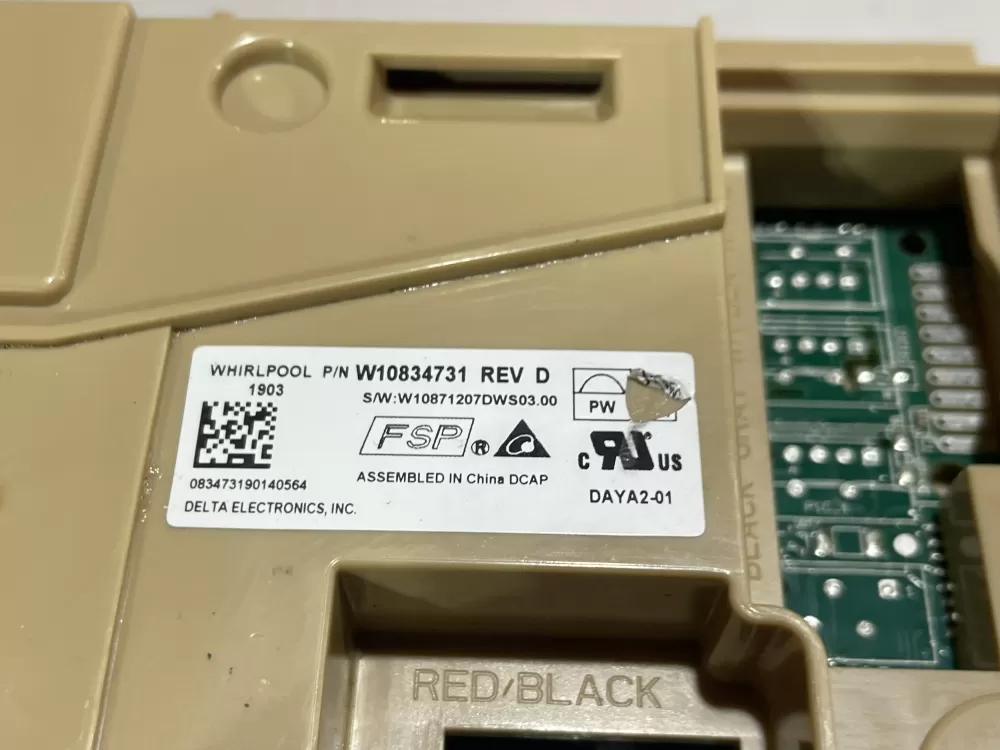 WHIRLPOOL P/N W10834731 REV D
1903
S/W:W10871207DWS03.00
PW
FSP®
C RU US
ASSEMBLED IN China DCAP
083473190140564
DAYA2-01
DELTA ELECTRONICS, INC.
RED/BLACK
BLACK